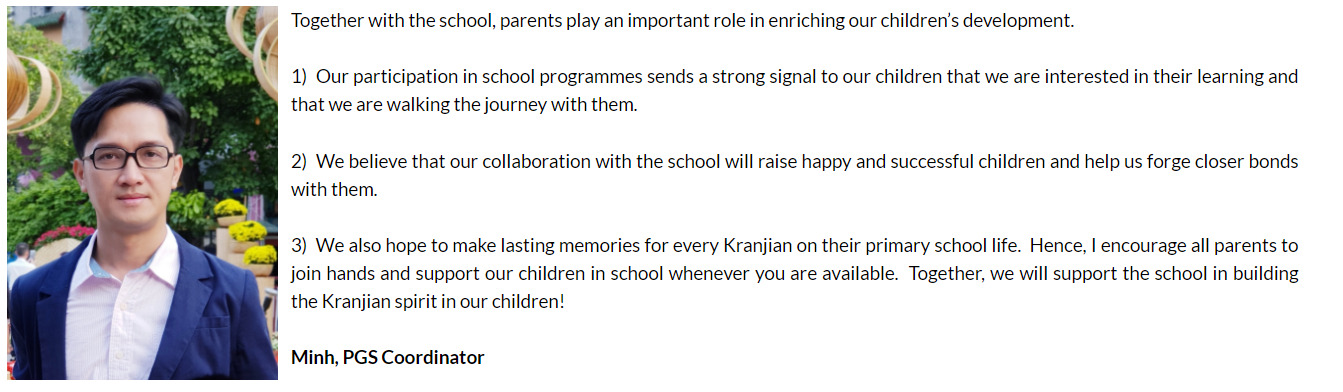 Together with the school, parents play an important role in enriching our children’s development.
1)  Our participation in school programmes sends a strong signal to our children that we are interested in their learning and
that we are walking the journey with them.
2)  We believe that our collaboration with the school will raise happy and successful children and help us forge closer bonds
with them.
3)  We also hope to make lasting memories for every Kranjian on their primary school life.  Hence, I encourage all parents to
join hands and support our children in school whenever you are available.  Together, we will support the school in building
the Kranjian spirit in our children!
Minh, PGS Coordinator